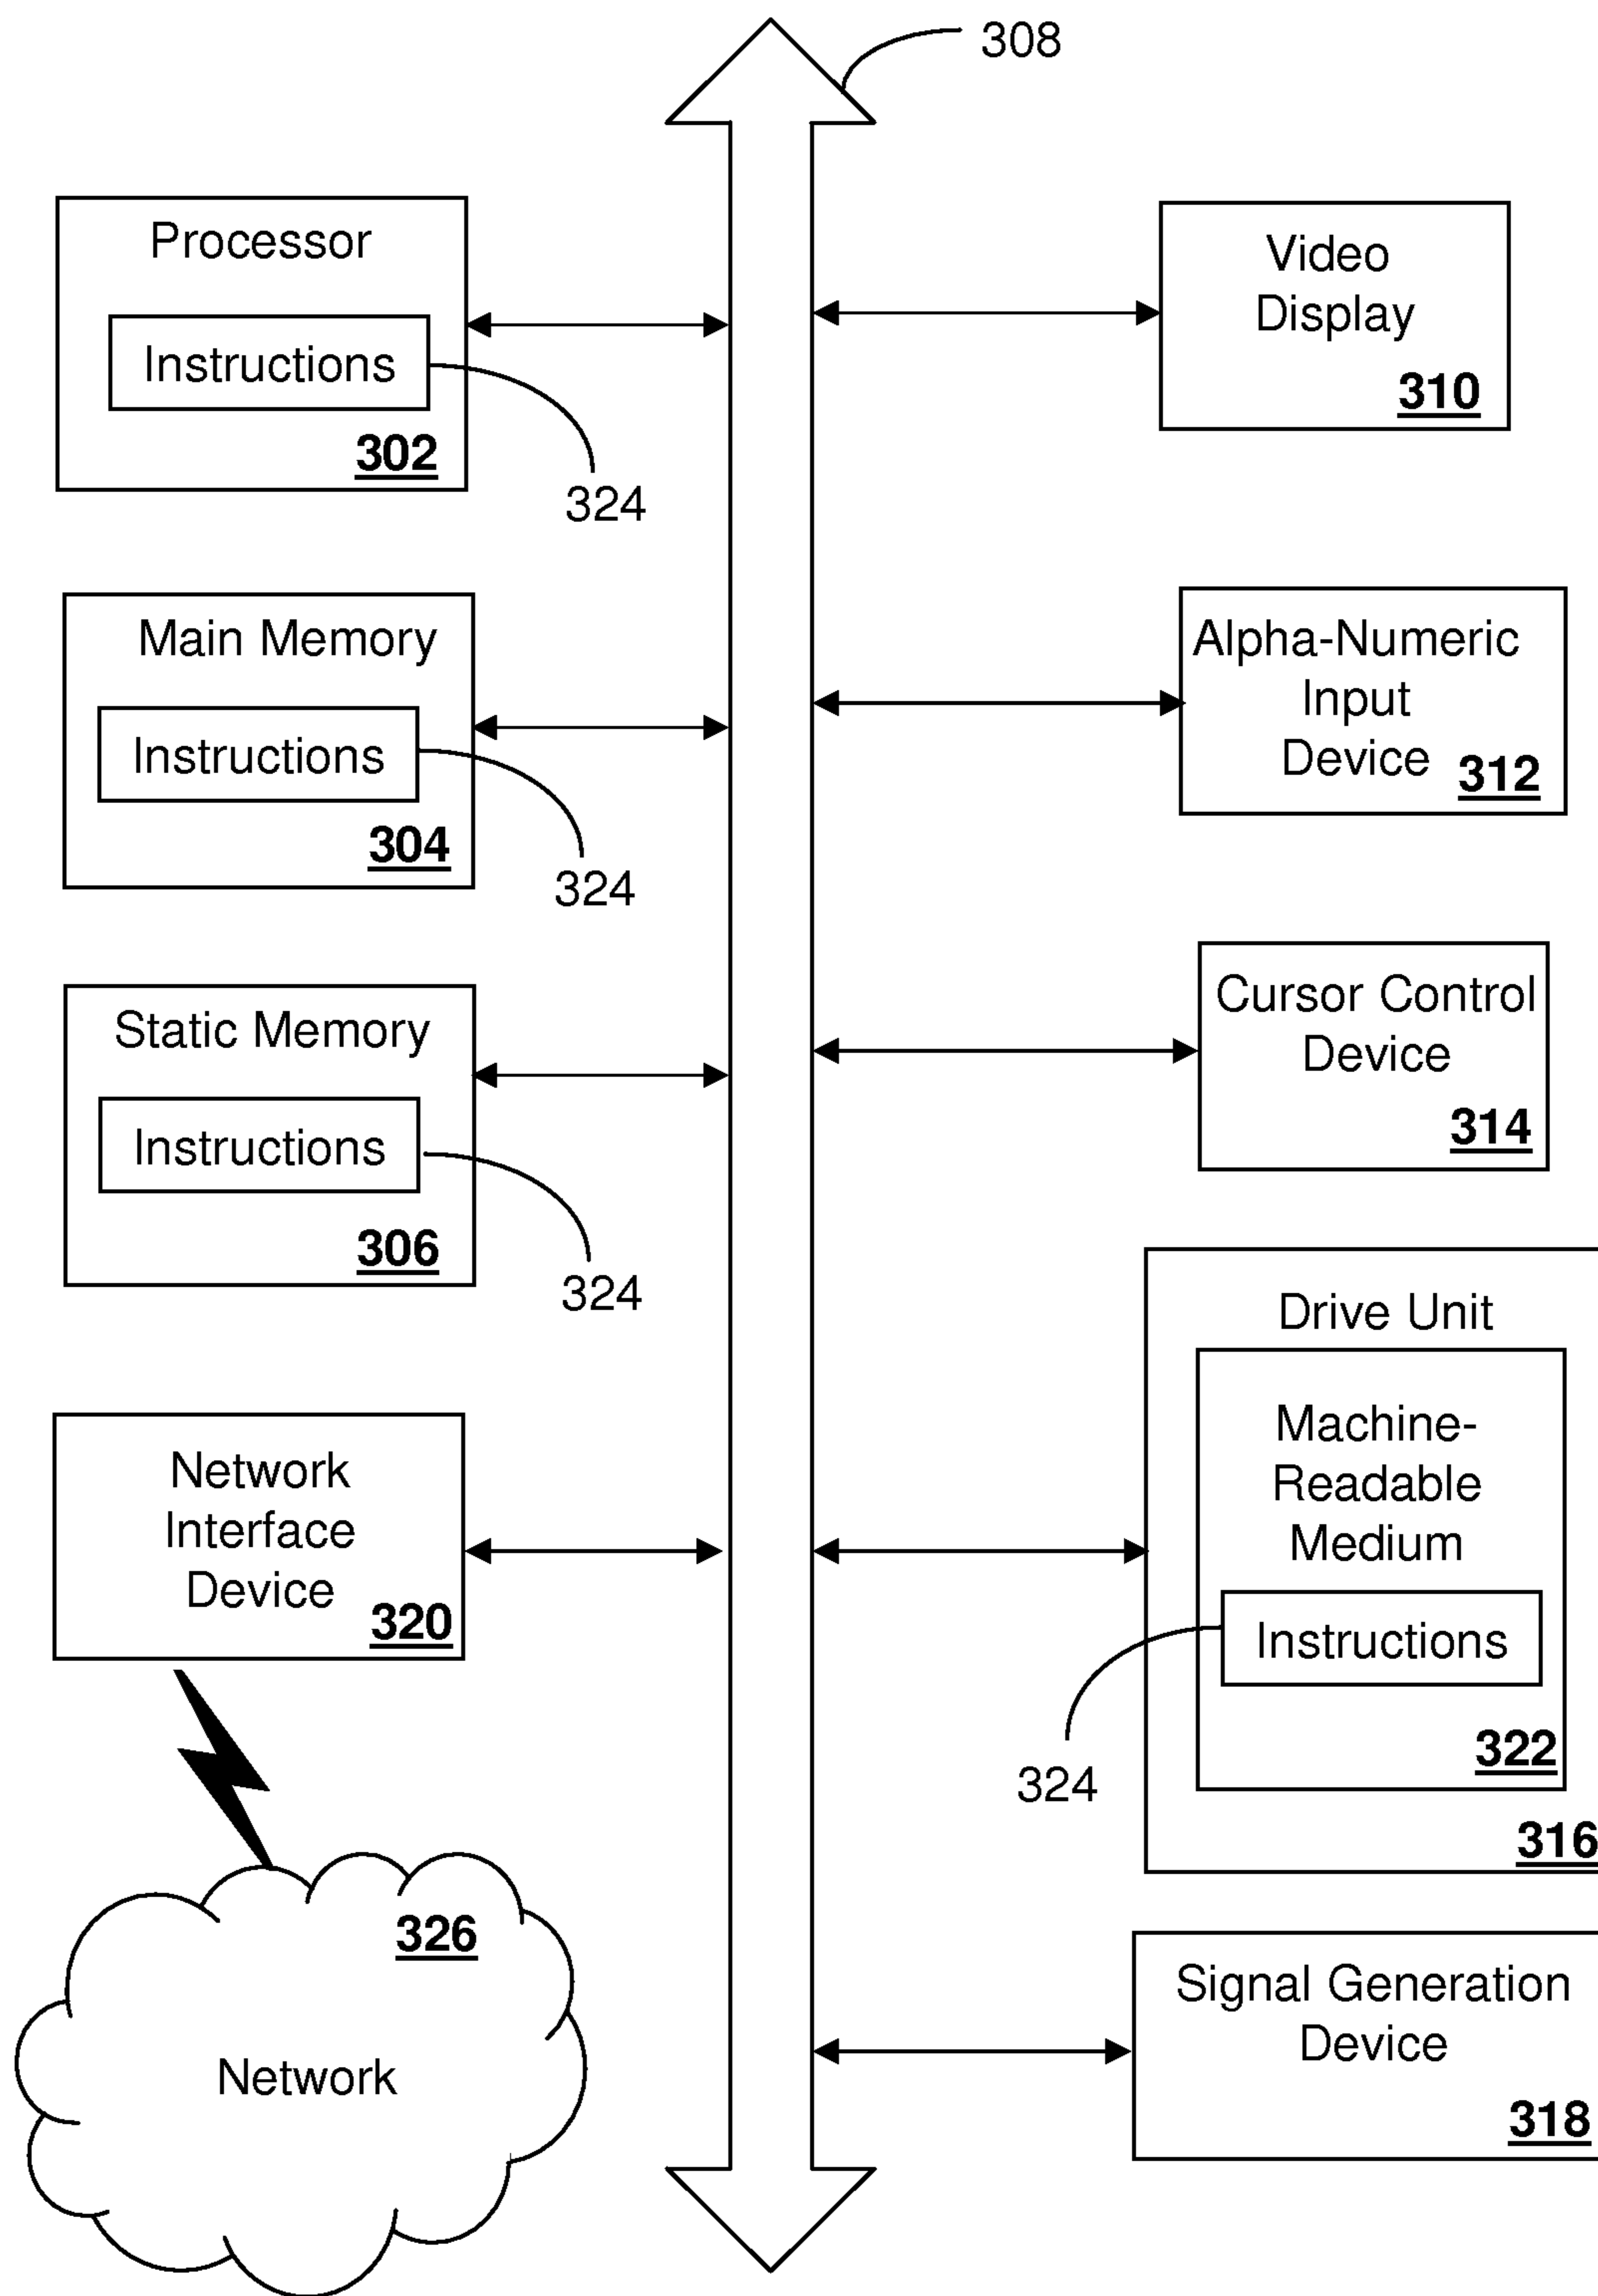 308
Processor
Instructions
302
324
Main Memory
Instructions
304
324
Static Memory
Instructions
306
324
Network
Interface
Device
320
326
Network
Video
Display
310
Alpha-Numeric
Input
Device
312
Cursor Control
Device
314
Drive Unit
Machine-
Readable
Medium
Instructions
322
324
316
Signal Generation
Device
318